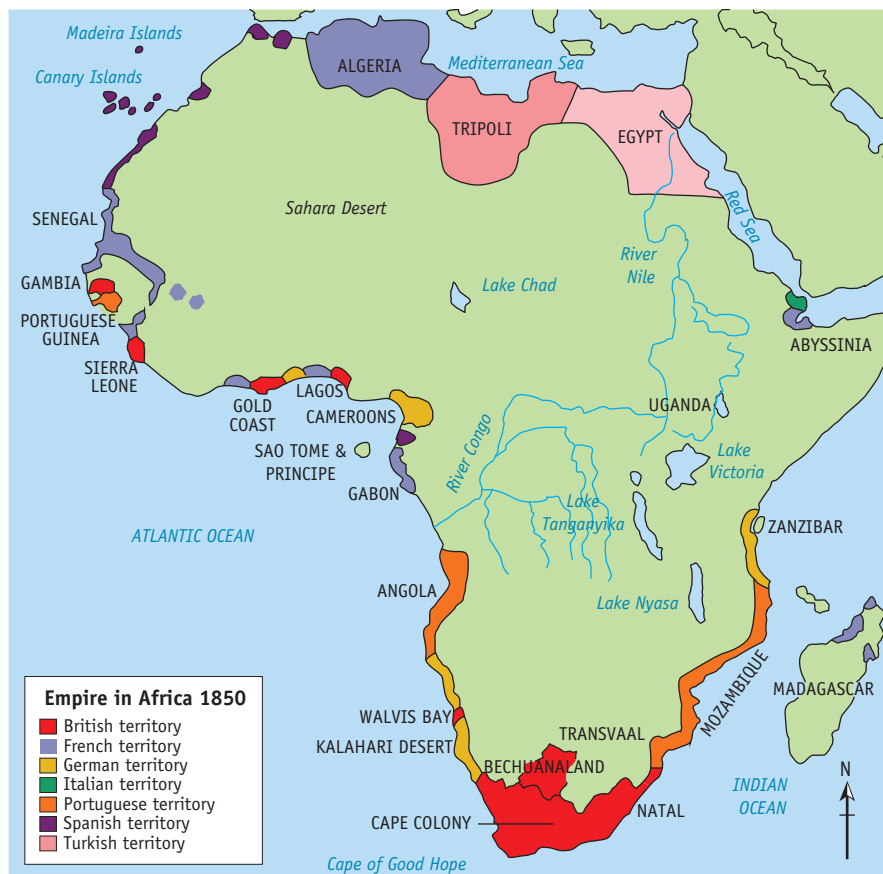 Madeira Islands
Canary Islands
ALGERIA
Mediterranean Sea
TRIPOLI
EGYPT
Sahara Desert
Red Sea
SENEGAL
River
Nile
GAMBIA
Lake Chad
PORTUGUESE
GUINEA
ABYSSINIA
SIERRA
LEONE
LAGOS
GOLD
COAST
CAMEROONS
UGANDA
SAO TOME &
PRINCIPE
River Congo
Lake
Victoria
GABON
Lake
Tanganyika
ZANZIBAR
ATLANTIC OCEAN
ANGOLA
Lake Nyasa
MOZAMBIQUE
MADAGASCAR
WALVIS BAY
TRANSVAAL
KALAHARI DESERT
BECHUANALAND
INDIAN
OCEAN
N
NATAL
CAPE COLONY
Cape of Good Hope
Empire in Africa 1850
British territory
French territory
German territory
Italian territory
Portuguese territory
Spanish territory
Turkish territory